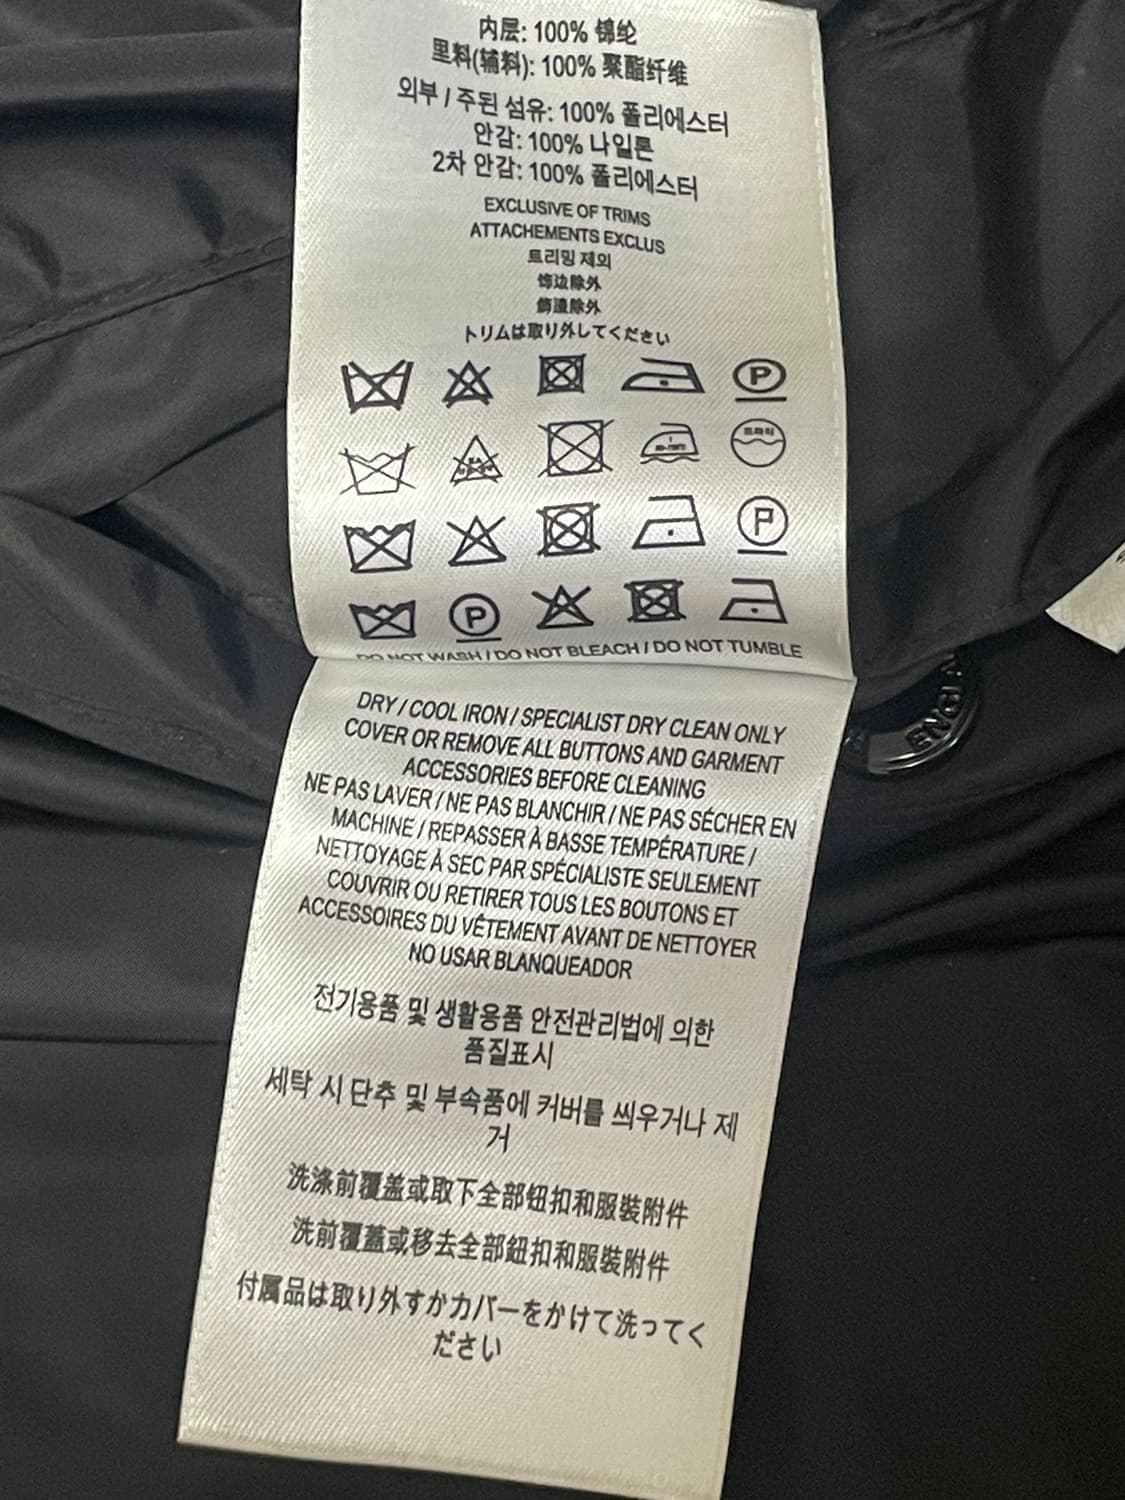 内层: 100% 锦纶
里料(辅料): 100% 聚酯纤维
외부 / 주된 섬유: 100% 폴리에스터
안감: 100% 나일론
2차 안감: 100% 폴리에스터
EXCLUSIVE OF TRIMS
ATTACHEMENTS EXCLUS
트리밍 제외
饰边除外
飾邊除外
トリムは取り外してください
P
드라이
P
P
DO NOT WASH / DO NOT BLEACH / DO NOT TUMBLE
DRY / COOL IRON / SPECIALIST DRY CLEAN ONLY
COVER OR REMOVE ALL BUTTONS AND GARMENT
ACCESSORIES BEFORE CLEANING
NE PAS LAVER / NE PAS BLANCHIR / NE PAS SÉCHER EN
MACHINE / REPASSER À BASSE TEMPÉRATURE /
NETTOYAGE À SEC PAR SPÉCIALISTE SEULEMENT
COUVRIR OU RETIRER TOUS LES BOUTONS ET
ACCESSOIRES DU VÊTEMENT AVANT DE NETTOYER
NO USAR BLANQUEADOR
전기용품 및 생활용품 안전관리법에 의한
품질표시
세탁 시 단추 및 부속품에 커버를 씌우거나 제
거
洗涤前覆盖或取下全部钮扣和服装附件
洗前覆蓋或移去全部鈕扣和服裝附件
付属品は取り外すかカバーをかけて洗ってく
ださい